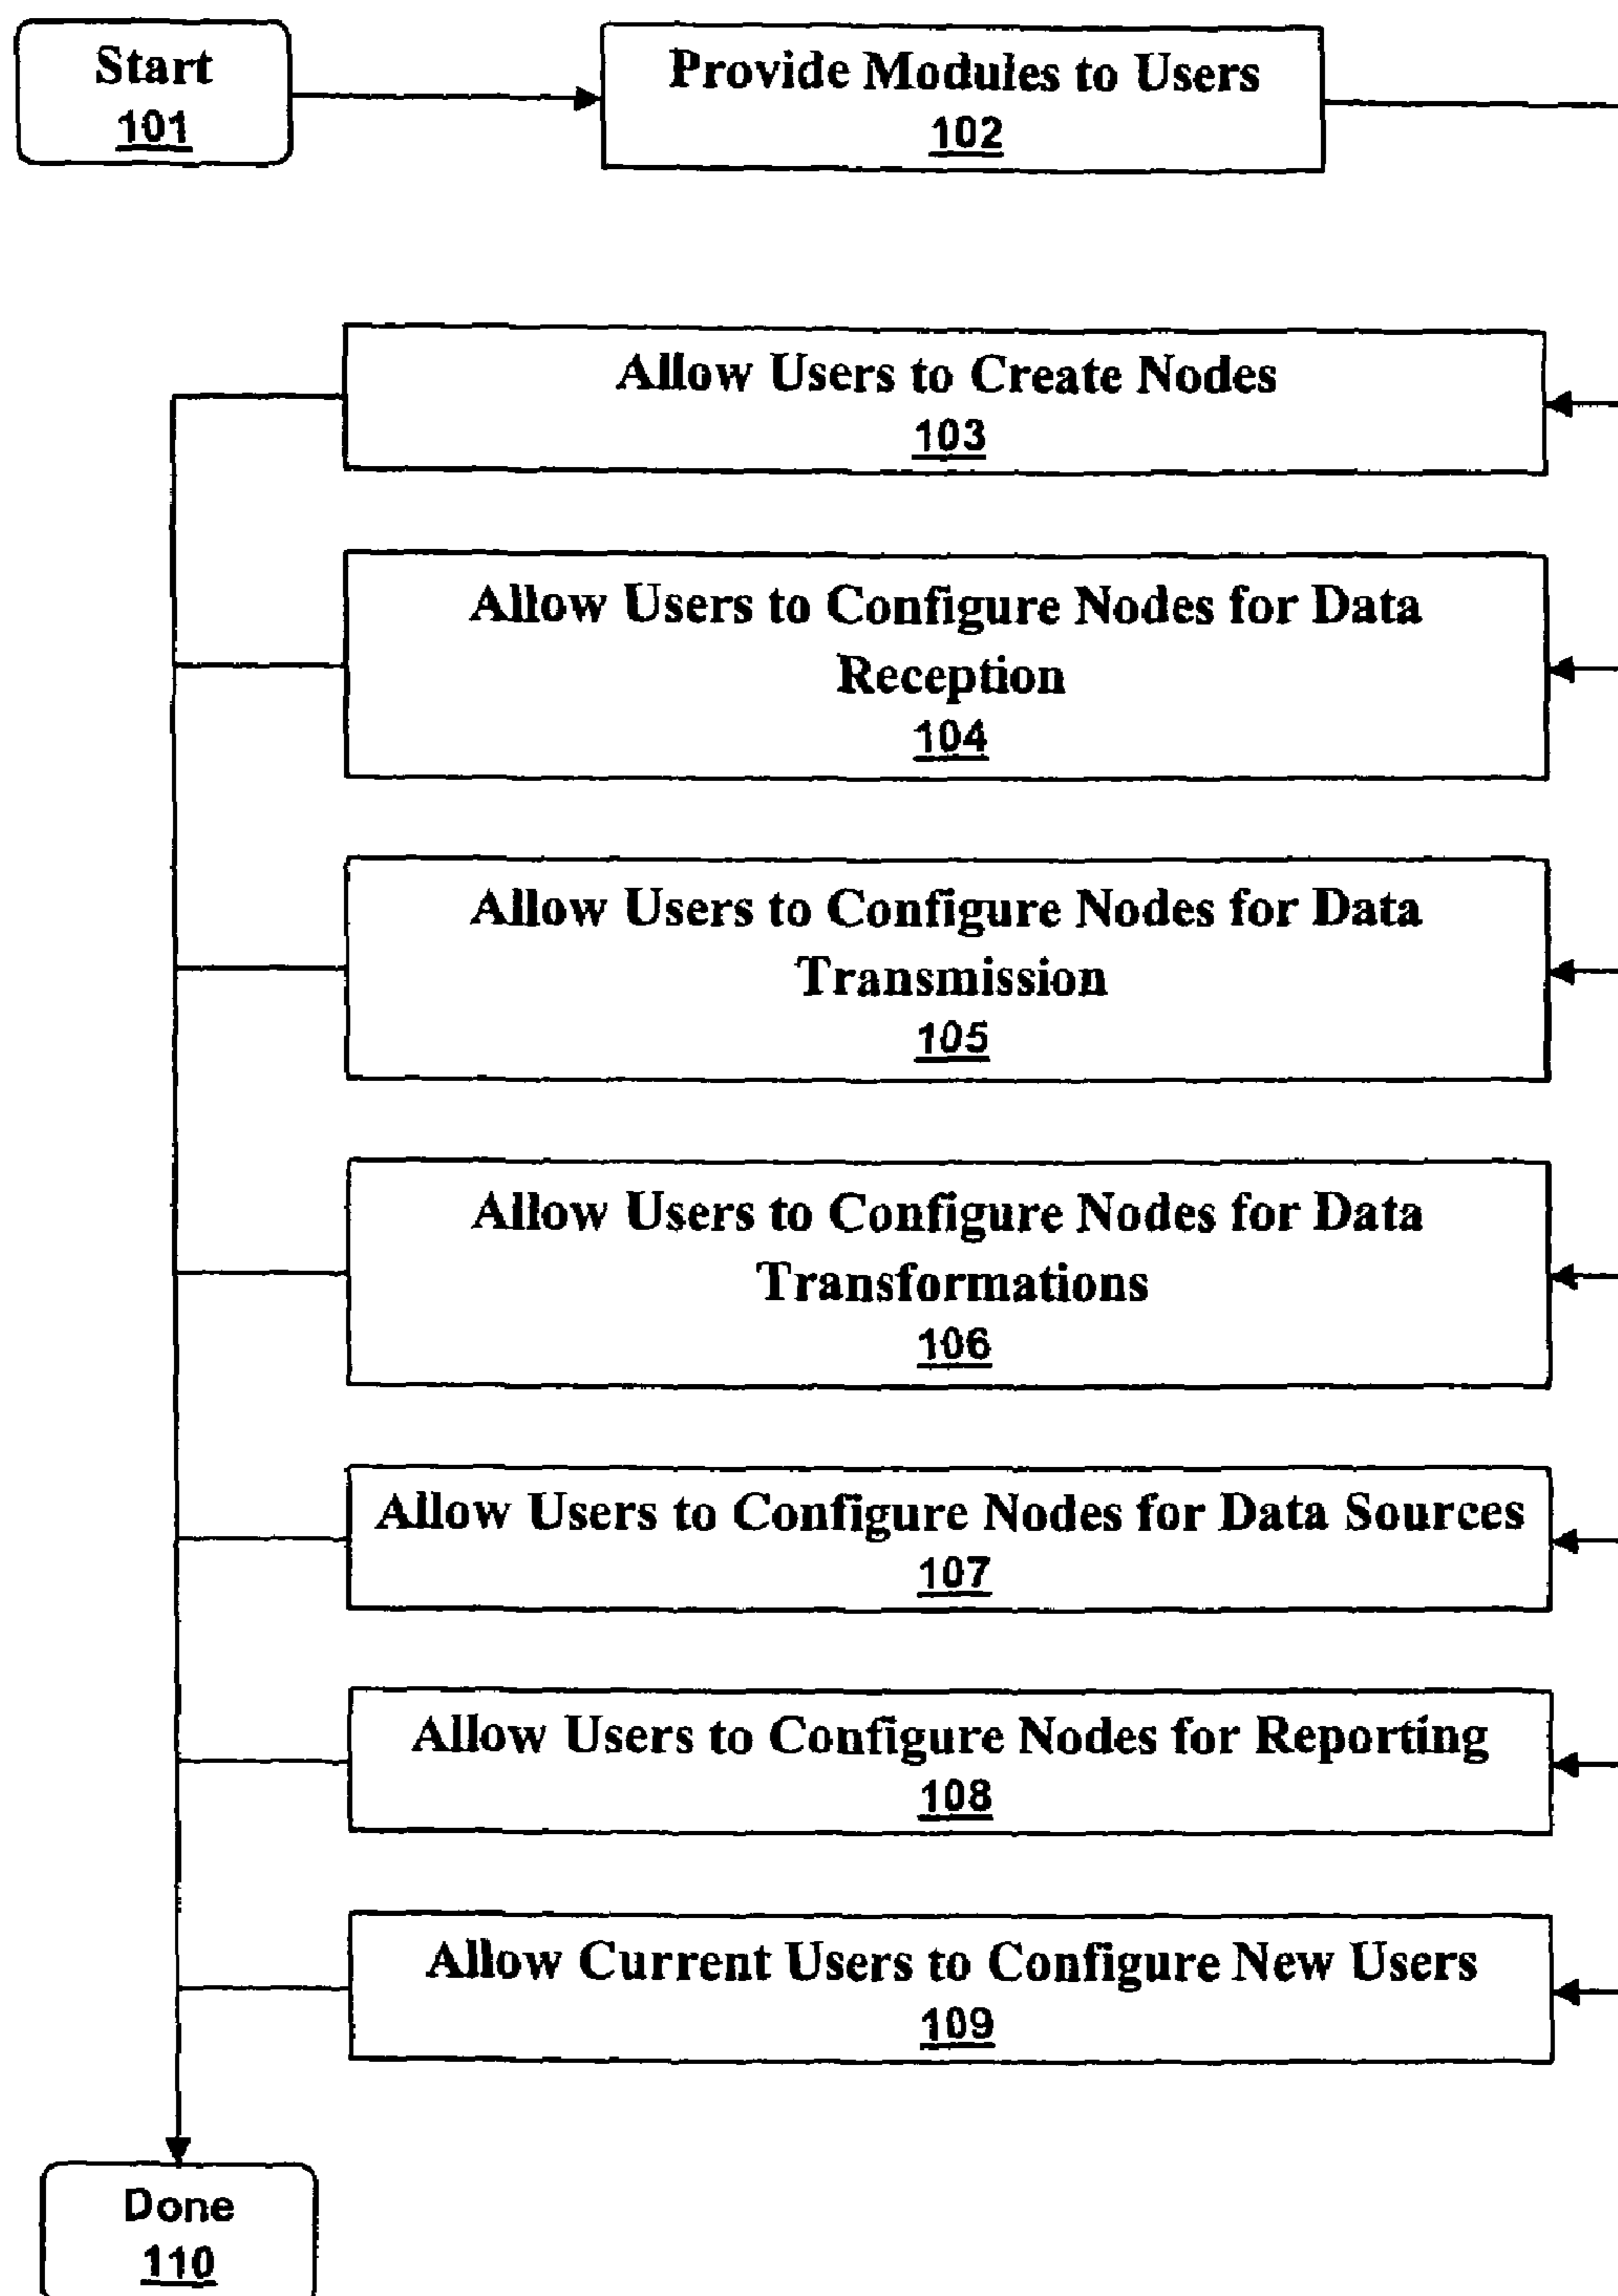 Start
101
Provide Modules to Users
102
Allow Users to Create Nodes
103
Allow Users to Configure Nodes for Data
Reception
104
Allow Users to Configure Nodes for Data
Transmission
105
Allow Users to Configure Nodes for Data
Transformations
106
Allow Users to Configure Nodes for Data Sources
107
Allow Users to Configure Nodes for Reporting
108
Allow Current Users to Configure New Users
109
Done
110